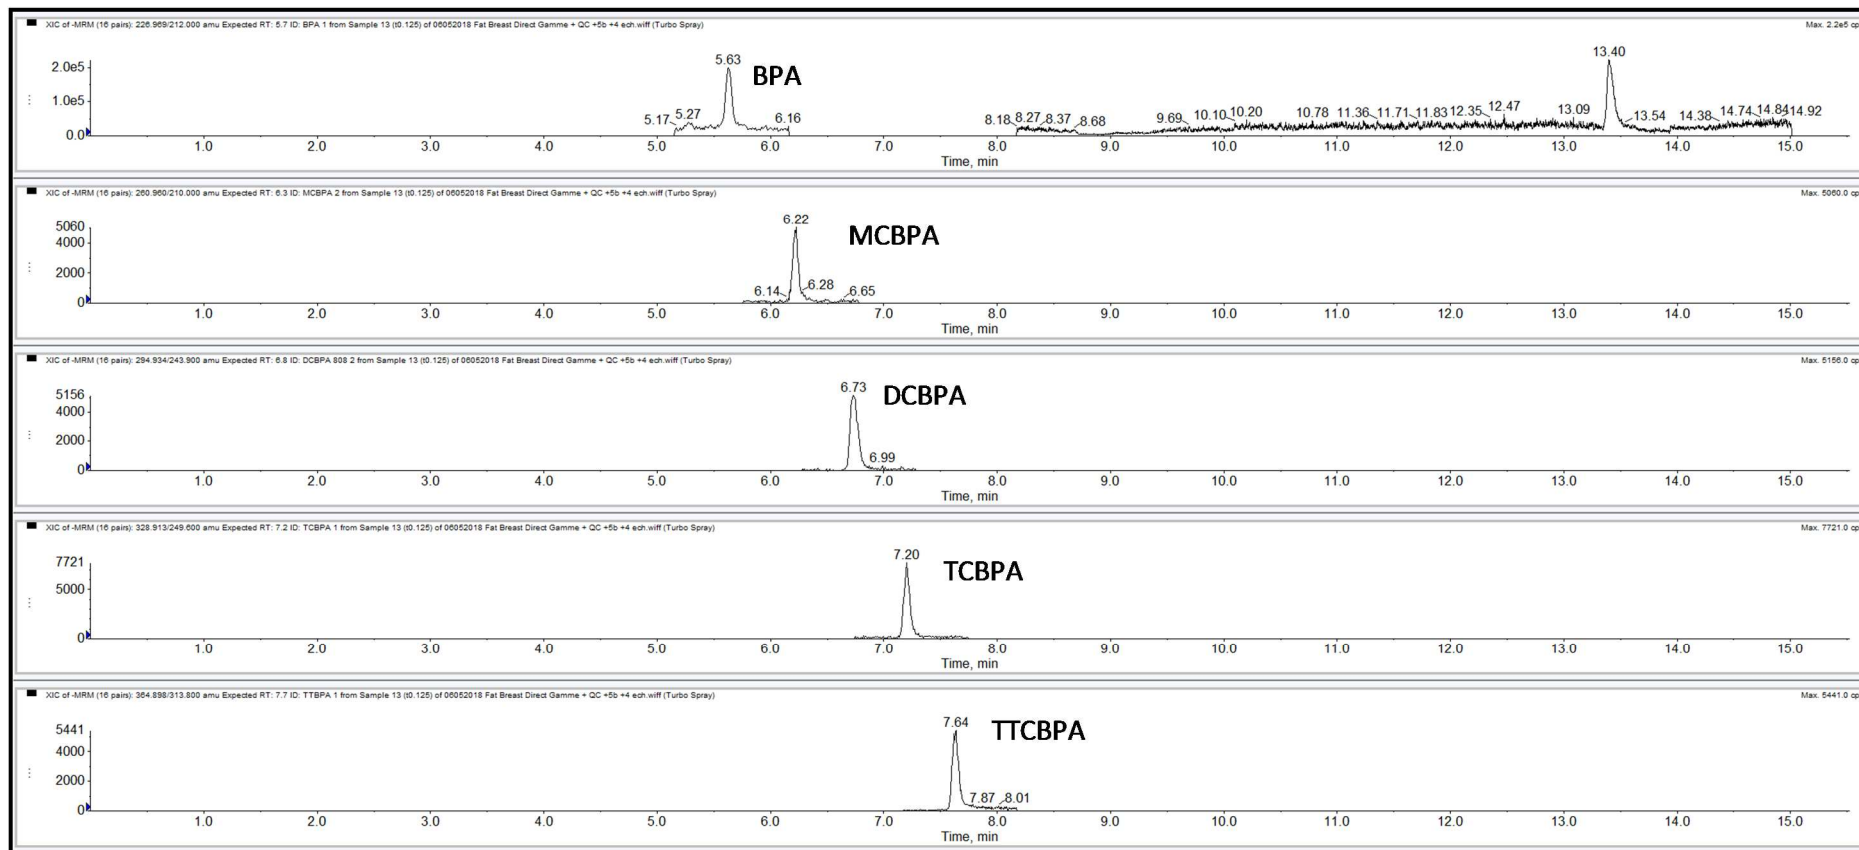 XIC of -MRM (16 pairs): 226.969/212.000 amu Expected RT: 5.7 ID: BPA 1 from Sample 13 (t0.125) of 06052018 Fat Breast Direct Gamme + QC +5b +4 ech.wiff (Turbo Spray) Max. 2.2e5 cp
2.0e5
1.0e5
0.0
5.63 BPA 13.40
5.17 5.27 6.16 8.18 8.27 8.37 8.68 9.69 10.10 10.20 10.78 11.36 11.71 11.83 12.35 12.47 13.09 13.54 14.38 14.74 14.84 14.92
1.0 2.0 3.0 4.0 5.0 6.0 7.0 8.0 9.0 10.0 11.0 12.0 13.0 14.0 15.0
Time, min
XIC of -MRM (16 pairs): 260.960/210.000 amu Expected RT: 6.3 ID: MCBPA 2 from Sample 13 (t0.125) of 06052018 Fat Breast Direct Gamme + QC +5b +4 ech.wiff (Turbo Spray) Max. 5060.0 cp
5060
4000
2000
0
6.22 MCBPA
6.14 6.28 6.65
1.0 2.0 3.0 4.0 5.0 6.0 7.0 8.0 9.0 10.0 11.0 12.0 13.0 14.0 15.0
Time, min
XIC of -MRM (16 pairs): 294.934/243.900 amu Expected RT: 6.8 ID: DCBPA 808 2 from Sample 13 (t0.125) of 06052018 Fat Breast Direct Gamme + QC +5b +4 ech.wiff (Turbo Spray) Max. 5156.0 cp
5156
4000
2000
0
6.73 DCBPA
6.99
1.0 2.0 3.0 4.0 5.0 6.0 7.0 8.0 9.0 10.0 11.0 12.0 13.0 14.0 15.0
Time, min
XIC of -MRM (16 pairs): 328.913/249.600 amu Expected RT: 7.2 ID: TCBPA 1 from Sample 13 (t0.125) of 06052018 Fat Breast Direct Gamme + QC +5b +4 ech.wiff (Turbo Spray) Max. 7721.0 cp
7721
5000
0
7.20 TCBPA
1.0 2.0 3.0 4.0 5.0 6.0 7.0 8.0 9.0 10.0 11.0 12.0 13.0 14.0 15.0
Time, min
XIC of -MRM (16 pairs): 364.898/313.800 amu Expected RT: 7.7 ID: TTBPA 1 from Sample 13 (t0.125) of 06052018 Fat Breast Direct Gamme + QC +5b +4 ech.wiff (Turbo Spray) Max. 5441.0 cp
5441
4000
2000
0
7.64 TTCBPA
7.87 8.01
1.0 2.0 3.0 4.0 5.0 6.0 7.0 8.0 9.0 10.0 11.0 12.0 13.0 14.0 15.0
Time, min